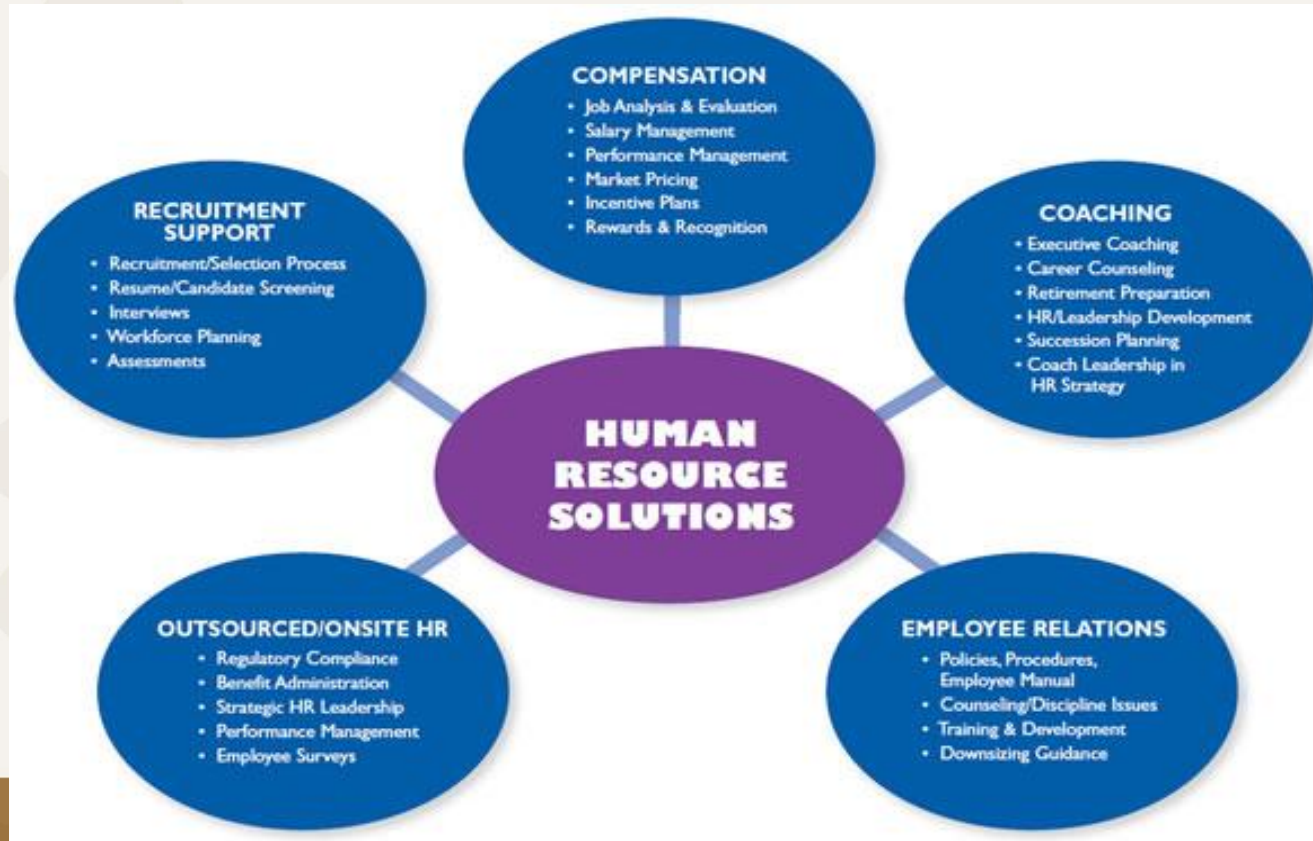 COMPENSATION
• Job Analysis & Evaluation
• Salary Management
• Performance Management
• Market Pricing
• Incentive Plans
• Rewards & Recognition
RECRUITMENT
SUPPORT
• Recruitment/Selection Process
• Resume/Candidate Screening
• Interviews
• Workforce Planning
• Assessments
COACHING
• Executive Coaching
• Career Counseling
• Retirement Preparation
• HR/Leadership Development
• Succession Planning
• Coach Leadership in
HR Strategy
HUMAN
RESOURCE
SOLUTIONS
OUTSOURCED/ONSITE HR
• Regulatory Compliance
• Benefit Administration
• Strategic HR Leadership
• Performance Management
• Employee Surveys
EMPLOYEE RELATIONS
• Policies, Procedures,
Employee Manual
• Counseling/Discipline Issues
• Training & Development
• Downsizing Guidance